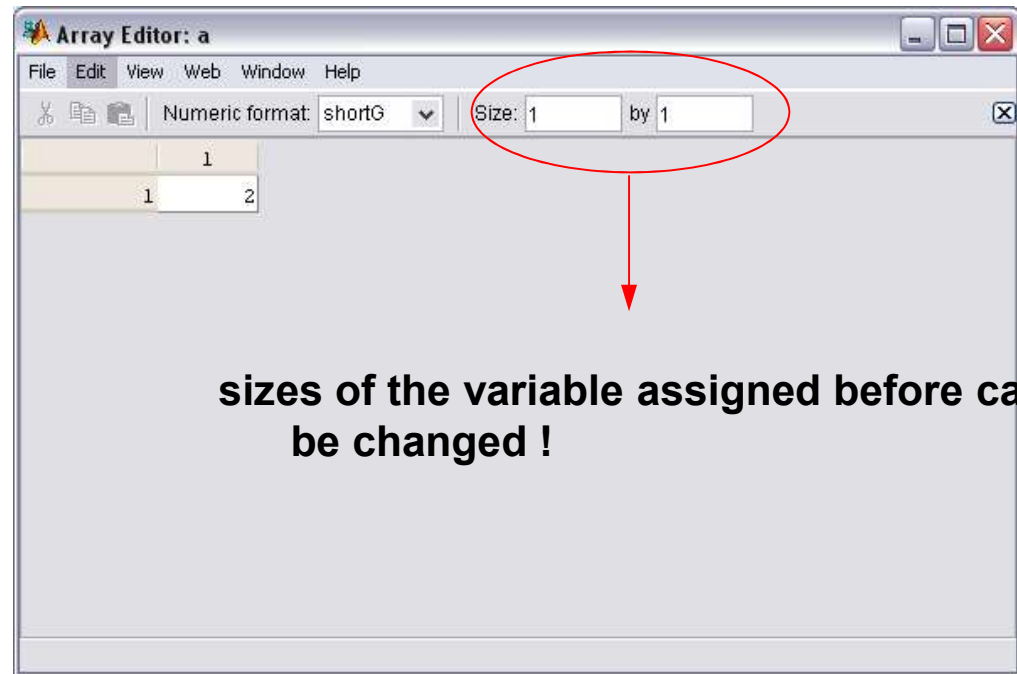 Array Editor: a
File Edit View Web Window Help
Numeric format: shortG Size: 1 by 1
1
1 2
sizes of the variable assigned before ca
be changed !